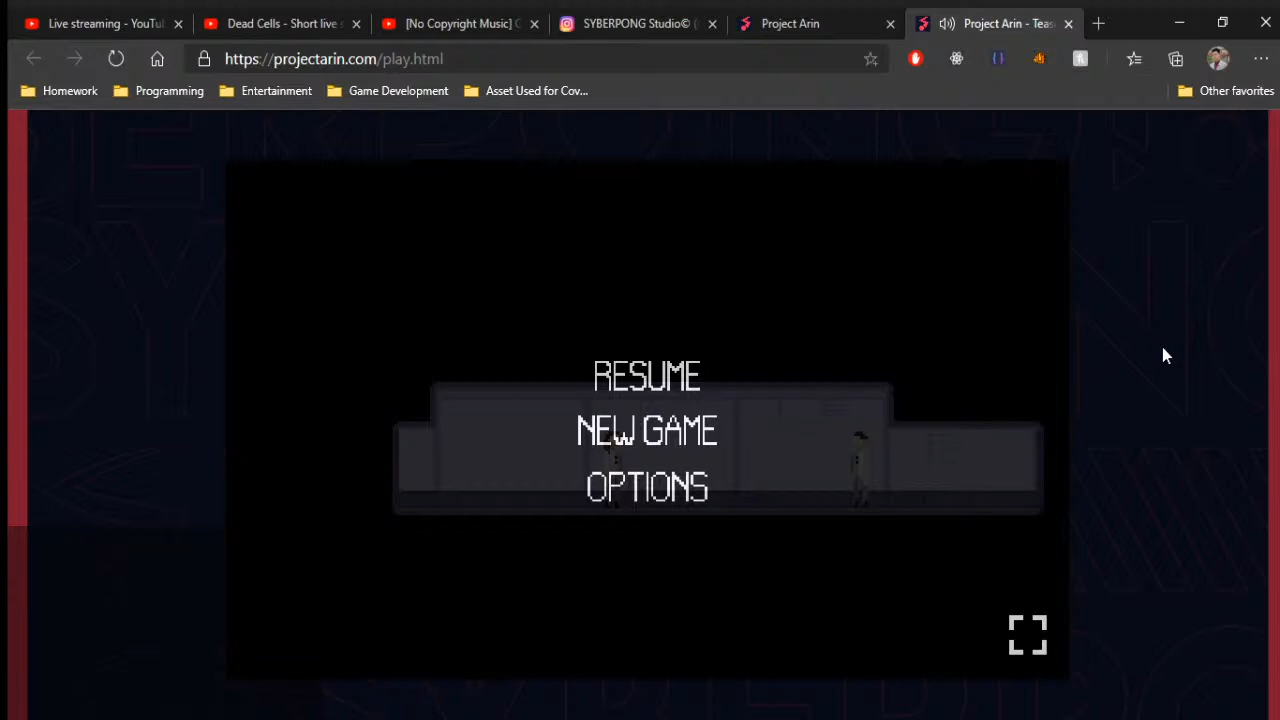 Live streaming - YouTu
Dead Cells - Short live s
[No Copyright Music] C
SYBERPONG Studio© (
Project Arin
Project Arin - Teas
https://projectarin.com/play.html
Homework
Programming
Entertainment
Game Development
Asset Used for Cov...
Other favorites
RESUME
NEW GAME
OPTIONS